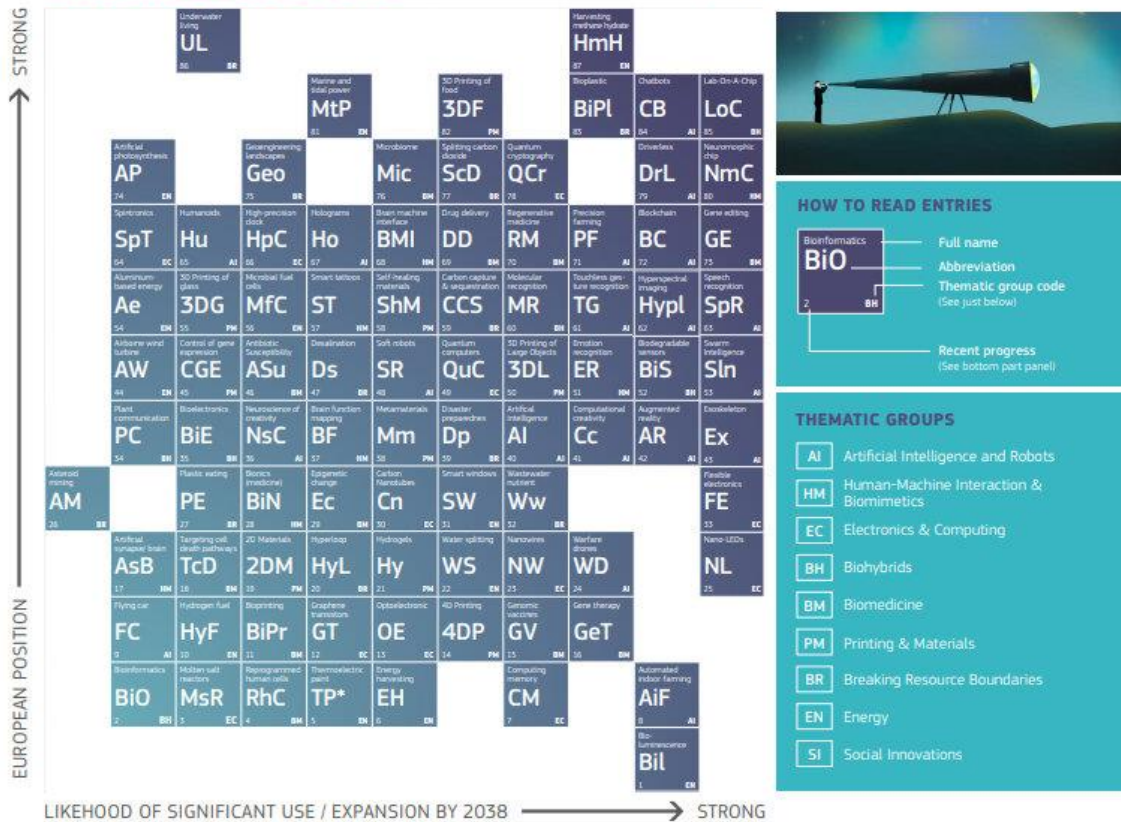 STRONG
EUROPEAN POSITION
Underwater
living
UL
86 BR
Harvesting
methane hydrate
HmH
87 EN
Marine and
tidal power
MtP
81 EN
3D Printing of
food
3DF
82 PM
Bioplastic
BiPl
83 BR
Chatbots
CB
84 AI
Lab-On-A-Chip
LoC
85 BH
Artificial
photosynthesis
AP
74 EN
Geoengineering
landscapes
Geo
75 BR
Microbiome
Mic
76 BM
Splitting carbon
dioxide
ScD
77 BR
Quantum
cryptography
QCr
78 EC
Driverless
DrL
79 AI
Neuromorphic
chip
NmC
80 HM
Spintronics
SpT
64 EC
Humanoids
Hu
65 AI
High-precision
clock
HpC
66 EC
Holograms
Ho
67 AI
Brain machine
interface
BMI
68 HM
Drug delivery
DD
69 BM
Regenerative
medicine
RM
70 BM
Precision
farming
PF
71 AI
Blockchain
BC
72 AI
Gene editing
GE
73 BM
Aluminium-
based energy
Ae
54 EN
3D Printing of
glass
3DG
55 PM
Microbial fuel
cells
MfC
56 EN
Smart tattoos
ST
57 HM
Self-healing
materials
ShM
58 PM
Carbon capture
& sequestration
CCS
59 BR
Molecular
recognition
MR
60 BH
Touchless ges-
ture recognition
TG
61 AI
Hyperspectral
imaging
Hypl
62 AI
Speech
recognition
SpR
63 AI
Airborne wind
turbine
AW
44 EN
Control of gene
expression
CGE
45 PM
Antibiotic
Susceptibility
ASu
46 BM
Desalination
Ds
47 BR
Soft robots
SR
48 AI
Quantum
computers
QuC
49 EC
3D Printing of
Large Objects
3DL
50 PM
Emotion
recognition
ER
51 HM
Biodegradable
sensors
BiS
52 BH
Swarm
Intelligence
Sln
53 AI
Plant
communication
PC
34 BH
Bioelectronics
BiE
35 BH
Neuroscience of
creativity
NsC
36 AI
Brain function
mapping
BF
37 HM
Metamaterials
Mm
38 PM
Disaster
preparednes
Dp
39 BR
Artifical
Intelligence
AI
40 AI
Computational
creativity
Cc
41 AI
Augmented
reality
AR
42 AI
Exoskeleton
Ex
43 AI
Asteroid
mining
AM
26 BR
Plastic eating
PE
27 BR
Bionics
(medicine)
BiN
28 HM
Epigenetic
change
Ec
29 BM
Carbon
Nanotubes
Cn
30 EC
Smart windows
SW
31 EN
Wastewater
nutrient
Ww
32 BR
Flexible
electronics
FE
33 EC
Artificial
synapse/ brain
AsB
17 HM
Targeting cell
death pathways
TcD
18 BM
2D Materials
2DM
19 PM
Hyperloop
HyL
20 BR
Hydrogels
Hy
21 PM
Water splitting
WS
22 EN
Nanowires
NW
23 EC
Warfare
drones
WD
24 AI
Nano-LEDs
NL
25 EC
Flying car
FC
9 AI
Hydrogen fuel
HyF
10 EN
Bioprinting
BiPr
11 BM
Graphene
transistors
GT
12 EC
Optoelectronic
OE
13 EC
4D Printing
4DP
14 PM
Genomic
vaccines
GV
15 BM
Gene therapy
GeT
16 BM
Bioinformatics
BiO
2 BH
Molten salt
reactors
MsR
3 EC
Reprogrammed
human cells
RhC
4 BM
Thermoelectric
paint
TP*
5 EN
Energy
harvesting
EH
6 EN
Computing
memory
CM
7 EC
Automated
indoor farming
AiF
8 AI
Bio-
luminescence
Bil
1 EN
LIKEHOOD OF SIGNIFICANT USE / EXPANSION BY 2038
STRONG
HOW TO READ ENTRIES
Bioinformatics
BiO
2 BH
Full name
Abbreviation
Thematic group code
(See just below)
Recent progress
(See bottom part panel)
THEMATIC GROUPS
AI Artificial Intelligence and Robots
HM Human-Machine Interaction &
Biomimetics
EC Electronics & Computing
BH Biohybrids
BM Biomedicine
PM Printing & Materials
BR Breaking Resource Boundaries
EN Energy
SI Social Innovations